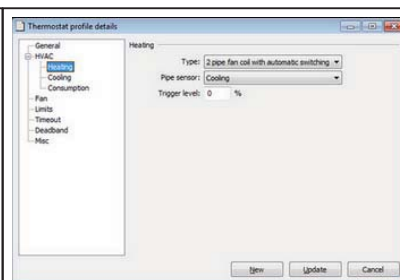 Thermostat profile details
General
HVAC
Heating
Cooling
Consumption
Fan
Limits
Timeout
Deadband
Misc
Heating
Type: 2 pipe fan coil with automatic switching
Pipe sensor: Cooling
Trigger level: 0 %
New Update Cancel